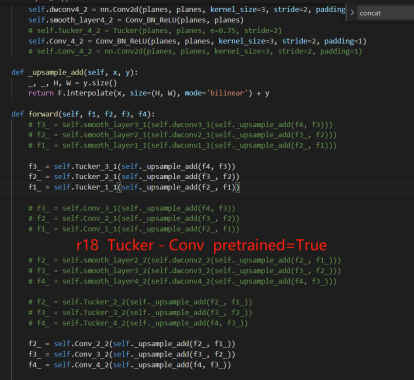 self.dwconv4_2 = nn.Conv2d(planes, planes, kernel_size=3, stride=2, padding
concat
self.smooth_layer4_2 = Conv_BN_ReLU(planes, planes)
# self.Tucker_4_2 = Tucker(planes, planes, e=0.75, stride=2)
self.Conv_4_2 = Conv_BN_ReLU(planes, planes, kernel_size=3, stride=2, padding=1)
# self.Conv_4_2 = nn.Conv2d(planes, planes, kernel_size=3, stride=2, padding=1)
def _upsample_add(self, x, y):
_, _, H, W = y.size()
return F.interpolate(x, size=(H, W), mode='bilinear') + y
def forward(self, f1, f2, f3, f4):
# f3_ = self.smooth_layer3_1(self.dwconv3_1(self._upsample_add(f4, f3)))
# f2_ = self.smooth_layer2_1(self.dwconv2_1(self._upsample_add(f3_, f2)))
# f1_ = self.smooth_layer1_1(self.dwconv1_1(self._upsample_add(f2_, f1)))
f3_ = self.Tucker_3_1(self._upsample_add(f4, f3))
f2_ = self.Tucker_2_1(self._upsample_add(f3_, f2))
f1_ = self.Tucker_1_1(self._upsample_add(f2_, f1))
# f3_ = self.Conv_3_1(self._upsample_add(f4, f3))
# f2_ = self.Conv_2_1(self._upsample_add(f3_, f2))
# f1_ = self.Conv_1_1(self._upsample_add(f2_, f1))
r18 Tucker - Conv pretrained=True
# f2_ = self.smooth_layer2_2(self.dwconv2_2(self._upsample_add(f2_, f1_)))
# f3_ = self.smooth_layer3_2(self.dwconv3_2(self._upsample_add(f3_, f2_)))
# f4_ = self.smooth_layer4_2(self.dwconv4_2(self._upsample_add(f4, f3_)))
# f2_ = self.Tucker_2_2(self._upsample_add(f2_, f1_))
# f3_ = self.Tucker_3_2(self._upsample_add(f3_, f2_))
# f4_ = self.Tucker_4_2(self._upsample_add(f4, f3_))
f2_ = self.Conv_2_2(self._upsample_add(f2_, f1_))
f3_ = self.Conv_3_2(self._upsample_add(f3_, f2_))
f4_ = self.Conv_4_2(self._upsample_add(f4, f3_))